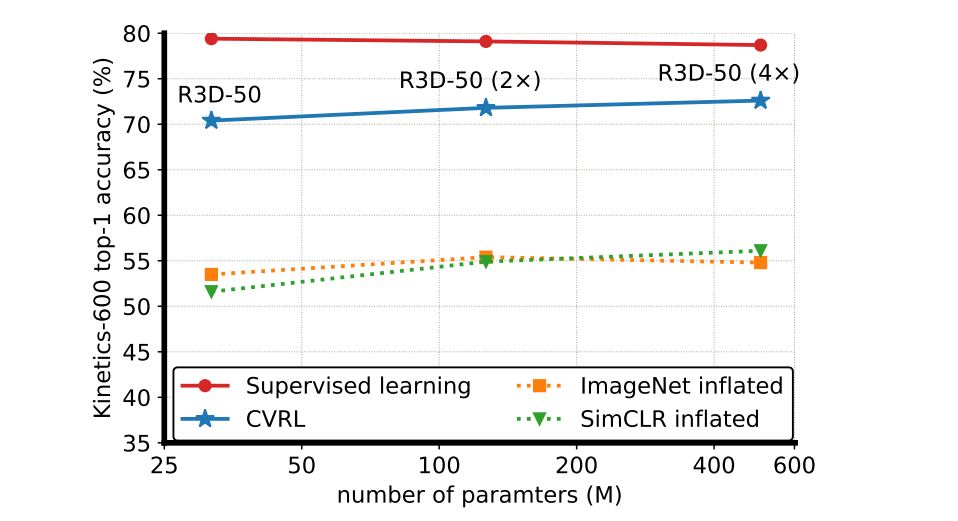 Kinetics-600 top-1 accuracy (%)
80
75
70
65
60
55
50
45
40
35
R3D-50
R3D-50 (2×)
R3D-50 (4×)
Supervised learning
CVRL
ImageNet inflated
SimCLR inflated
25 50 100 200 400 600
number of paramters (M)